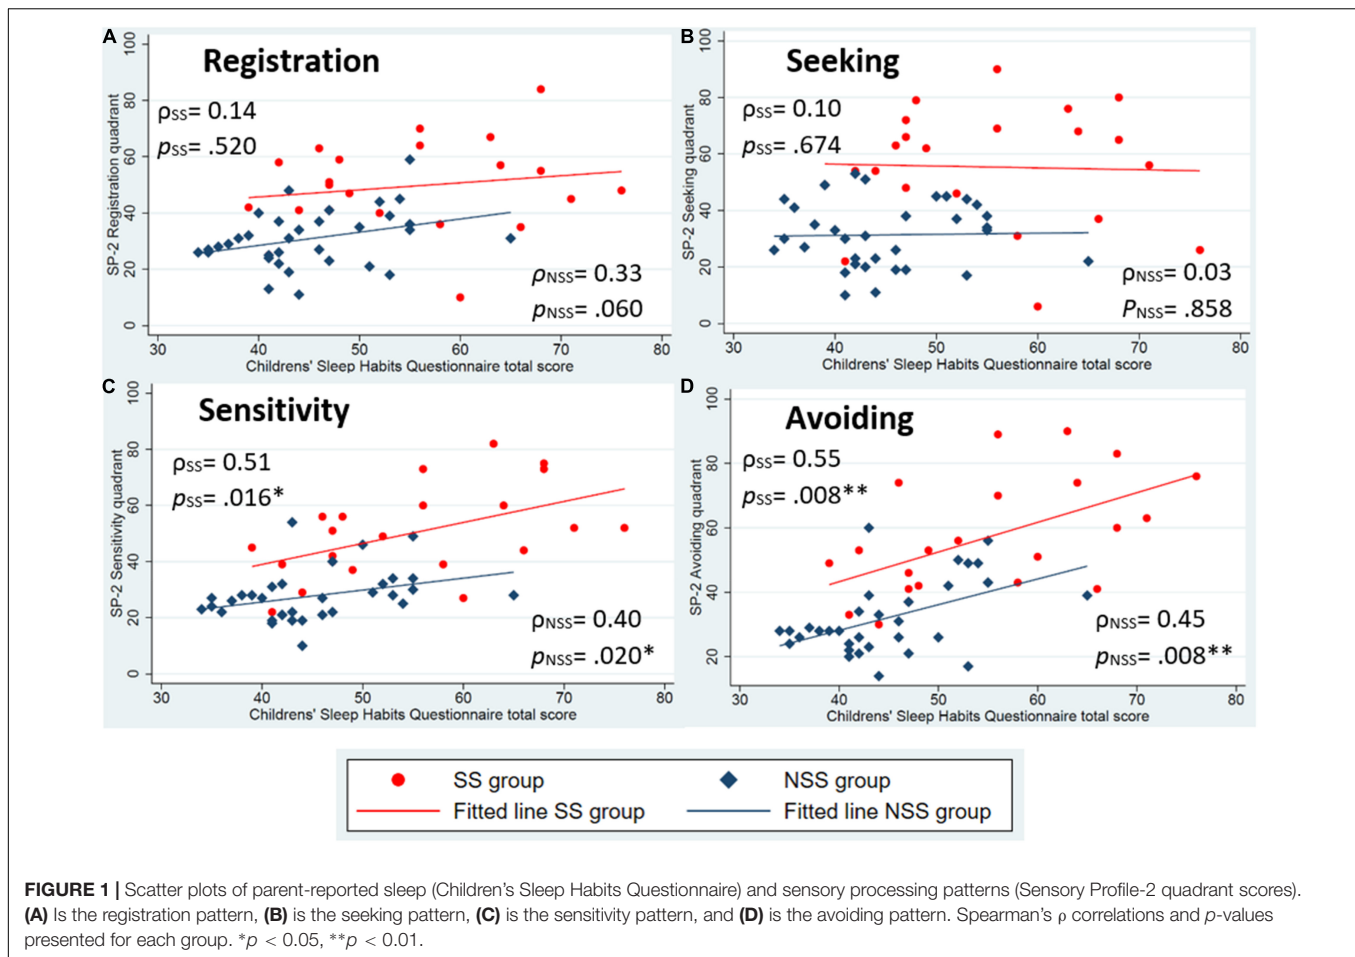 A
Registration
ρSS= 0.14
pSS= .520
ρNSS= 0.33
pNSS= .060
SP-2 Registration quadrant
0 20 40 60 80 100
30 40 50 60 70 80
Childrens' Sleep Habits Questionnaire total score
B
Seeking
ρSS= 0.10
pSS= .674
ρNSS= 0.03
PNSS= .858
SP-2 Seeking quadrant
0 20 40 60 80 100
30 40 50 60 70 80
Childrens' Sleep Habits Questionnaire total score
C
Sensitivity
ρSS= 0.51
pSS= .016*
ρNSS= 0.40
pNSS= .020*
SP-2 Sensitivity quadrant
0 20 40 60 80 100
30 40 50 60 70 80
Childrens' Sleep Habits Questionnaire total score
D
Avoiding
ρSS= 0.55
pSS= .008**
ρNSS= 0.45
pNSS= .008**
SP-2 Avoiding quadrant
20 40 60 80 100
30 40 50 60 70 80
Childrens' Sleep Habits Questionnaire total score
SS group NSS group
Fitted line SS group Fitted line NSS group
FIGURE 1 | Scatter plots of parent-reported sleep (Children's Sleep Habits Questionnaire) and sensory processing patterns (Sensory Profile-2 quadrant scores).
(A) Is the registration pattern, (B) is the seeking pattern, (C) is the sensitivity pattern, and (D) is the avoiding pattern. Spearman's ρ correlations and p-values
presented for each group. *p < 0.05, **p < 0.01.